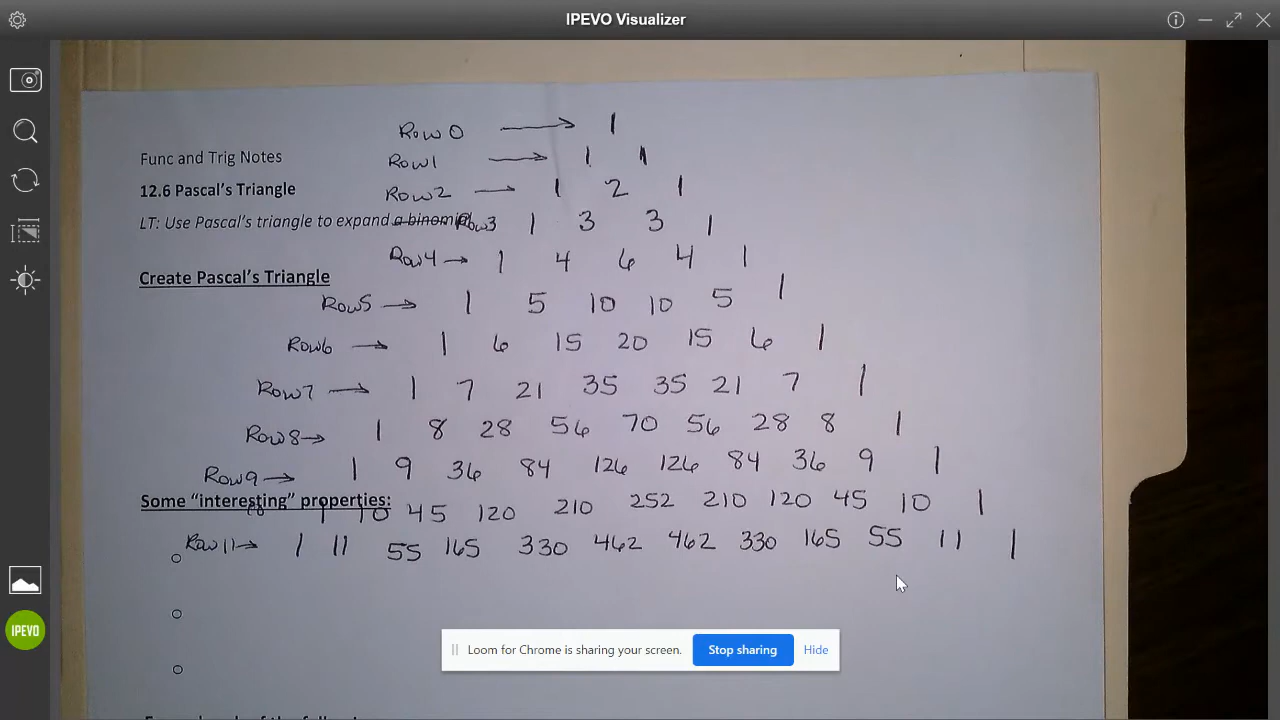 IPEVO Visualizer
Row 0 → 1
Func and Trig Notes
Row 1 → 1 1
12.6 Pascal's Triangle
Row 2 → 1 2 1
LT: Use Pascal's triangle to expand a binomial
Row 3 1 3 3 1
Row 4 → 1 4 6 4 1
Create Pascal's Triangle
Row 5 → 1 5 10 10 5 1
Row 6 → 1 6 15 20 15 6 1
Row 7 → 1 7 21 35 35 21 7 1
Row 8 → 1 8 28 56 70 56 28 8 1
Row 9 → 1 9 36 84 126 126 84 36 9 1
Some "interesting" properties:
1 10 45 120 210 252 210 120 45 10 1
Row 11 → 1 11 55 165 330 462 462 330 165 55 11 1
IPEVO
Loom for Chrome is sharing your screen.
Stop sharing
Hide